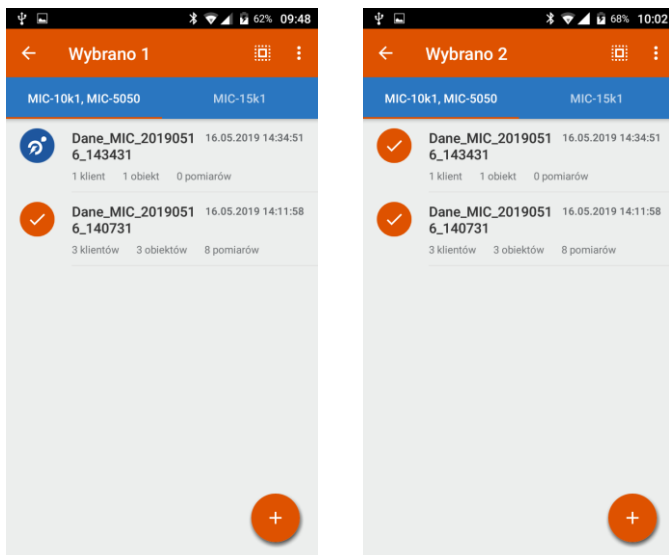 62% 09:48
Wybrano 1
MIC-10k1, MIC-5050 MIC-15k1
Dane_MIC_2019051 16.05.2019 14:34:51
6_143431
1 klient 1 obiekt 0 pomiarów
Dane_MIC_2019051 16.05.2019 14:11:58
6_140731
3 klientów 3 obiektów 8 pomiarów
+
68% 10:02
Wybrano 2
MIC-10k1, MIC-5050 MIC-15k1
Dane_MIC_2019051 16.05.2019 14:34:51
6_143431
1 klient 1 obiekt 0 pomiarów
Dane_MIC_2019051 16.05.2019 14:11:58
6_140731
3 klientów 3 obiektów 8 pomiarów
+